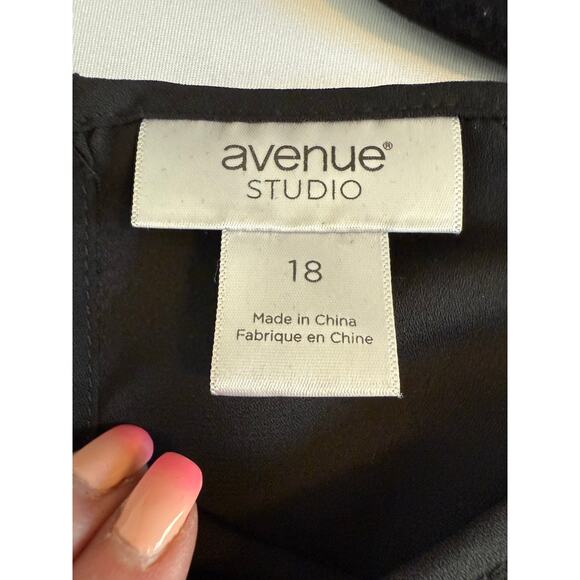 avenue®
STUDIO
18
Made in China
Fabrique en Chine